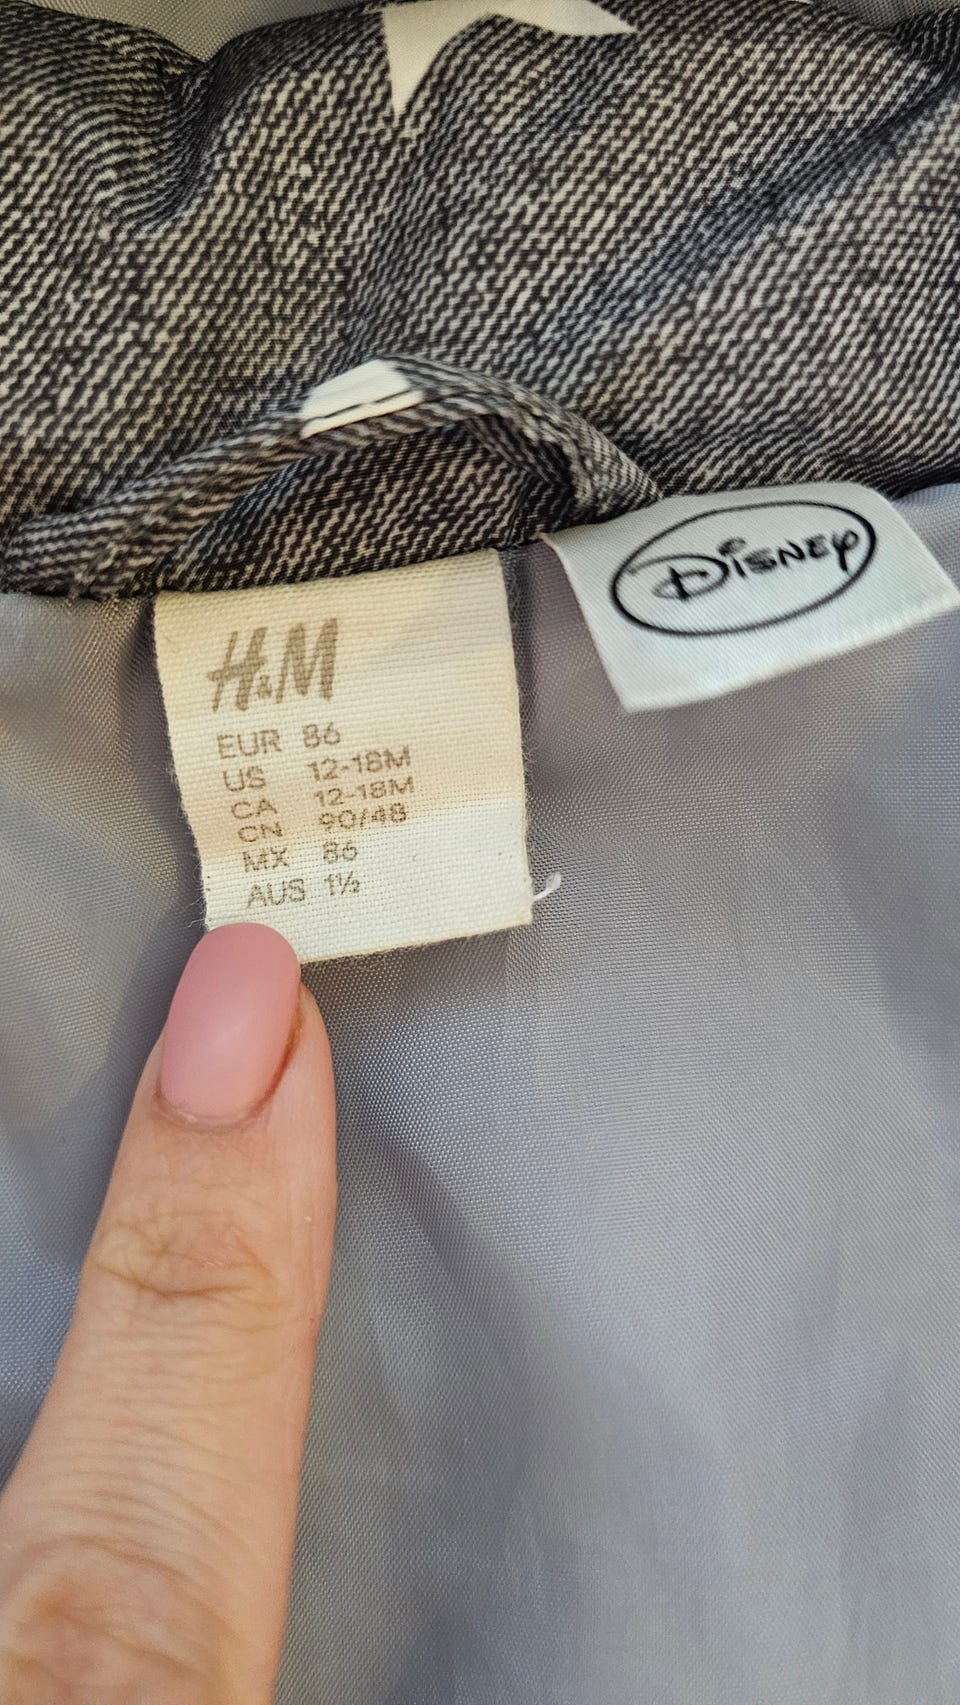 H&M
EUR 86
US 12-18M
CA 12-18M
CN 90/48
MX 86
AUS 1½
Disney